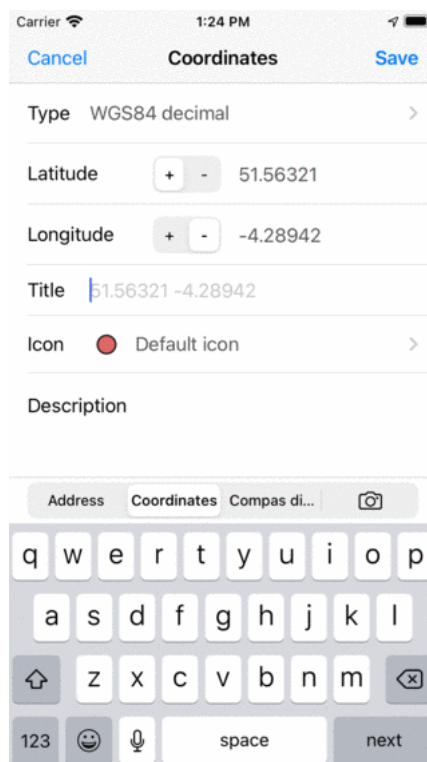 Carrier 1:24 PM
Cancel Coordinates Save
Type WGS84 decimal
Latitude + - 51.56321
Longitude + - -4.28942
Title 51.56321 -4.28942
Icon Default icon
Description
Address Coordinates Compas di...
q w e r t y u i o p
a s d f g h j k l
z x c v b n m
123 space next